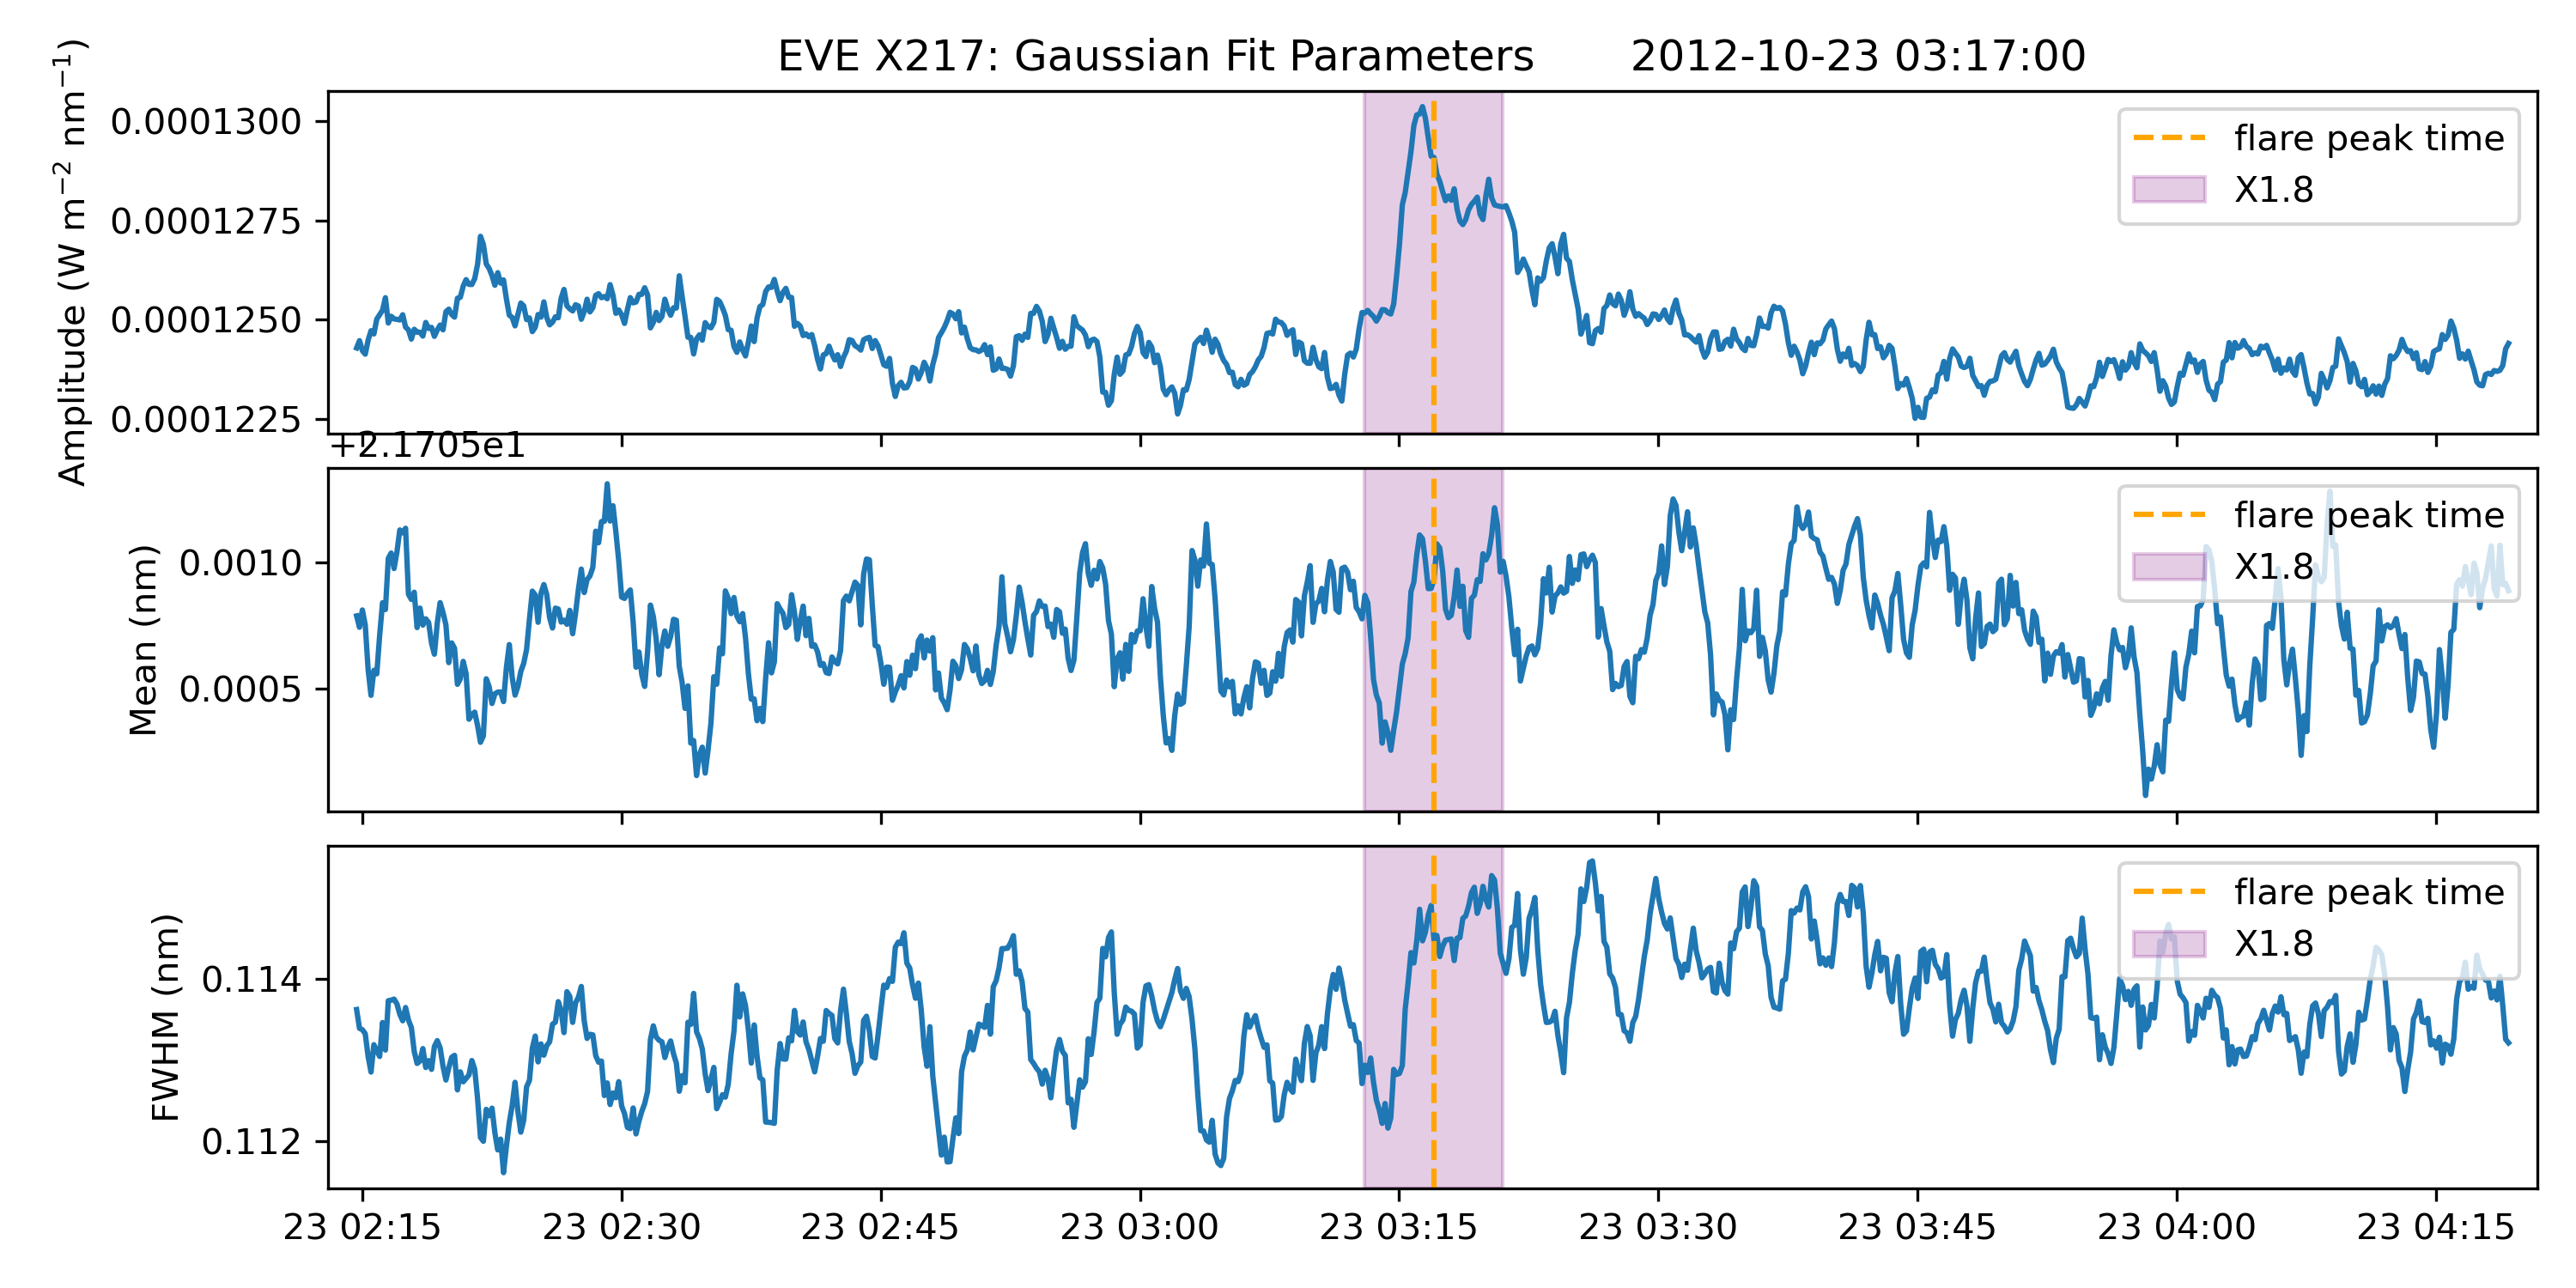 EVE X217: Gaussian Fit Parameters 2012-10-23 03:17:00
Amplitude (W m⁻² nm⁻¹)
0.0001300
0.0001275
0.0001250
0.0001225
flare peak time
X1.8
+2.1705e1
Mean (nm)
0.0010
0.0005
flare peak time
X1.8
FWHM (nm)
0.114
0.112
flare peak time
X1.8
23 02:15 23 02:30 23 02:45 23 03:00 23 03:15 23 03:30 23 03:45 23 04:00 23 04:15